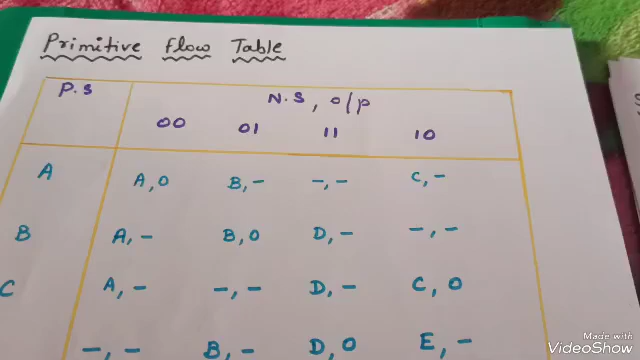 Primitive flow Table
P.S N.S, o/p
00 01 11 10
A A, 0 B, - -, - C, -
B A, - B, 0 D, - -, -
C A, - -, - D, - C, 0
-, - B, - D, 0 E, -
Made with
VideoShow